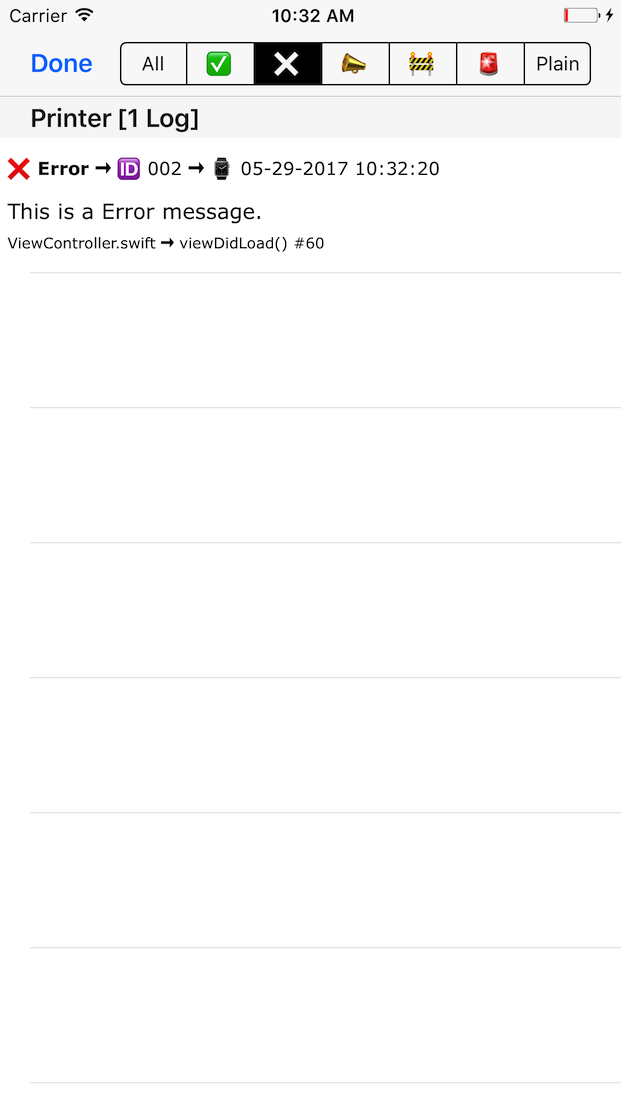 Carrier 10:32 AM
Done All Plain
Printer [1 Log]
❌ Error → 🆔 002 → ⌚ 05-29-2017 10:32:20
This is a Error message.
ViewController.swift → viewDidLoad() #60